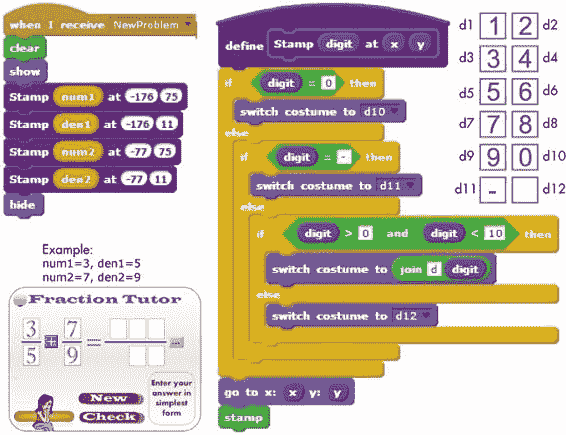 when I receive NewProblem
clear
show
Stamp num1 at -176 75
Stamp den1 at -176 11
Stamp num2 at -77 75
Stamp den2 at -77 11
hide
Example:
num1=3, den1=5
num2=7, den2=9
Fraction Tutor
3 7
+ =
5 9
New
Check
Enter your
answer in
simplest
form
define Stamp digit at x y
if digit = 0 then
switch costume to d10
else
if digit = - then
switch costume to d11
else
if digit > 0 and digit < 10 then
switch costume to join d digit
else
switch costume to d12
go to x: x y: y
stamp
d1 1 2 d2
d3 3 4 d4
d5 5 6 d6
d7 7 8 d8
d9 9 0 d10
d11 - d12